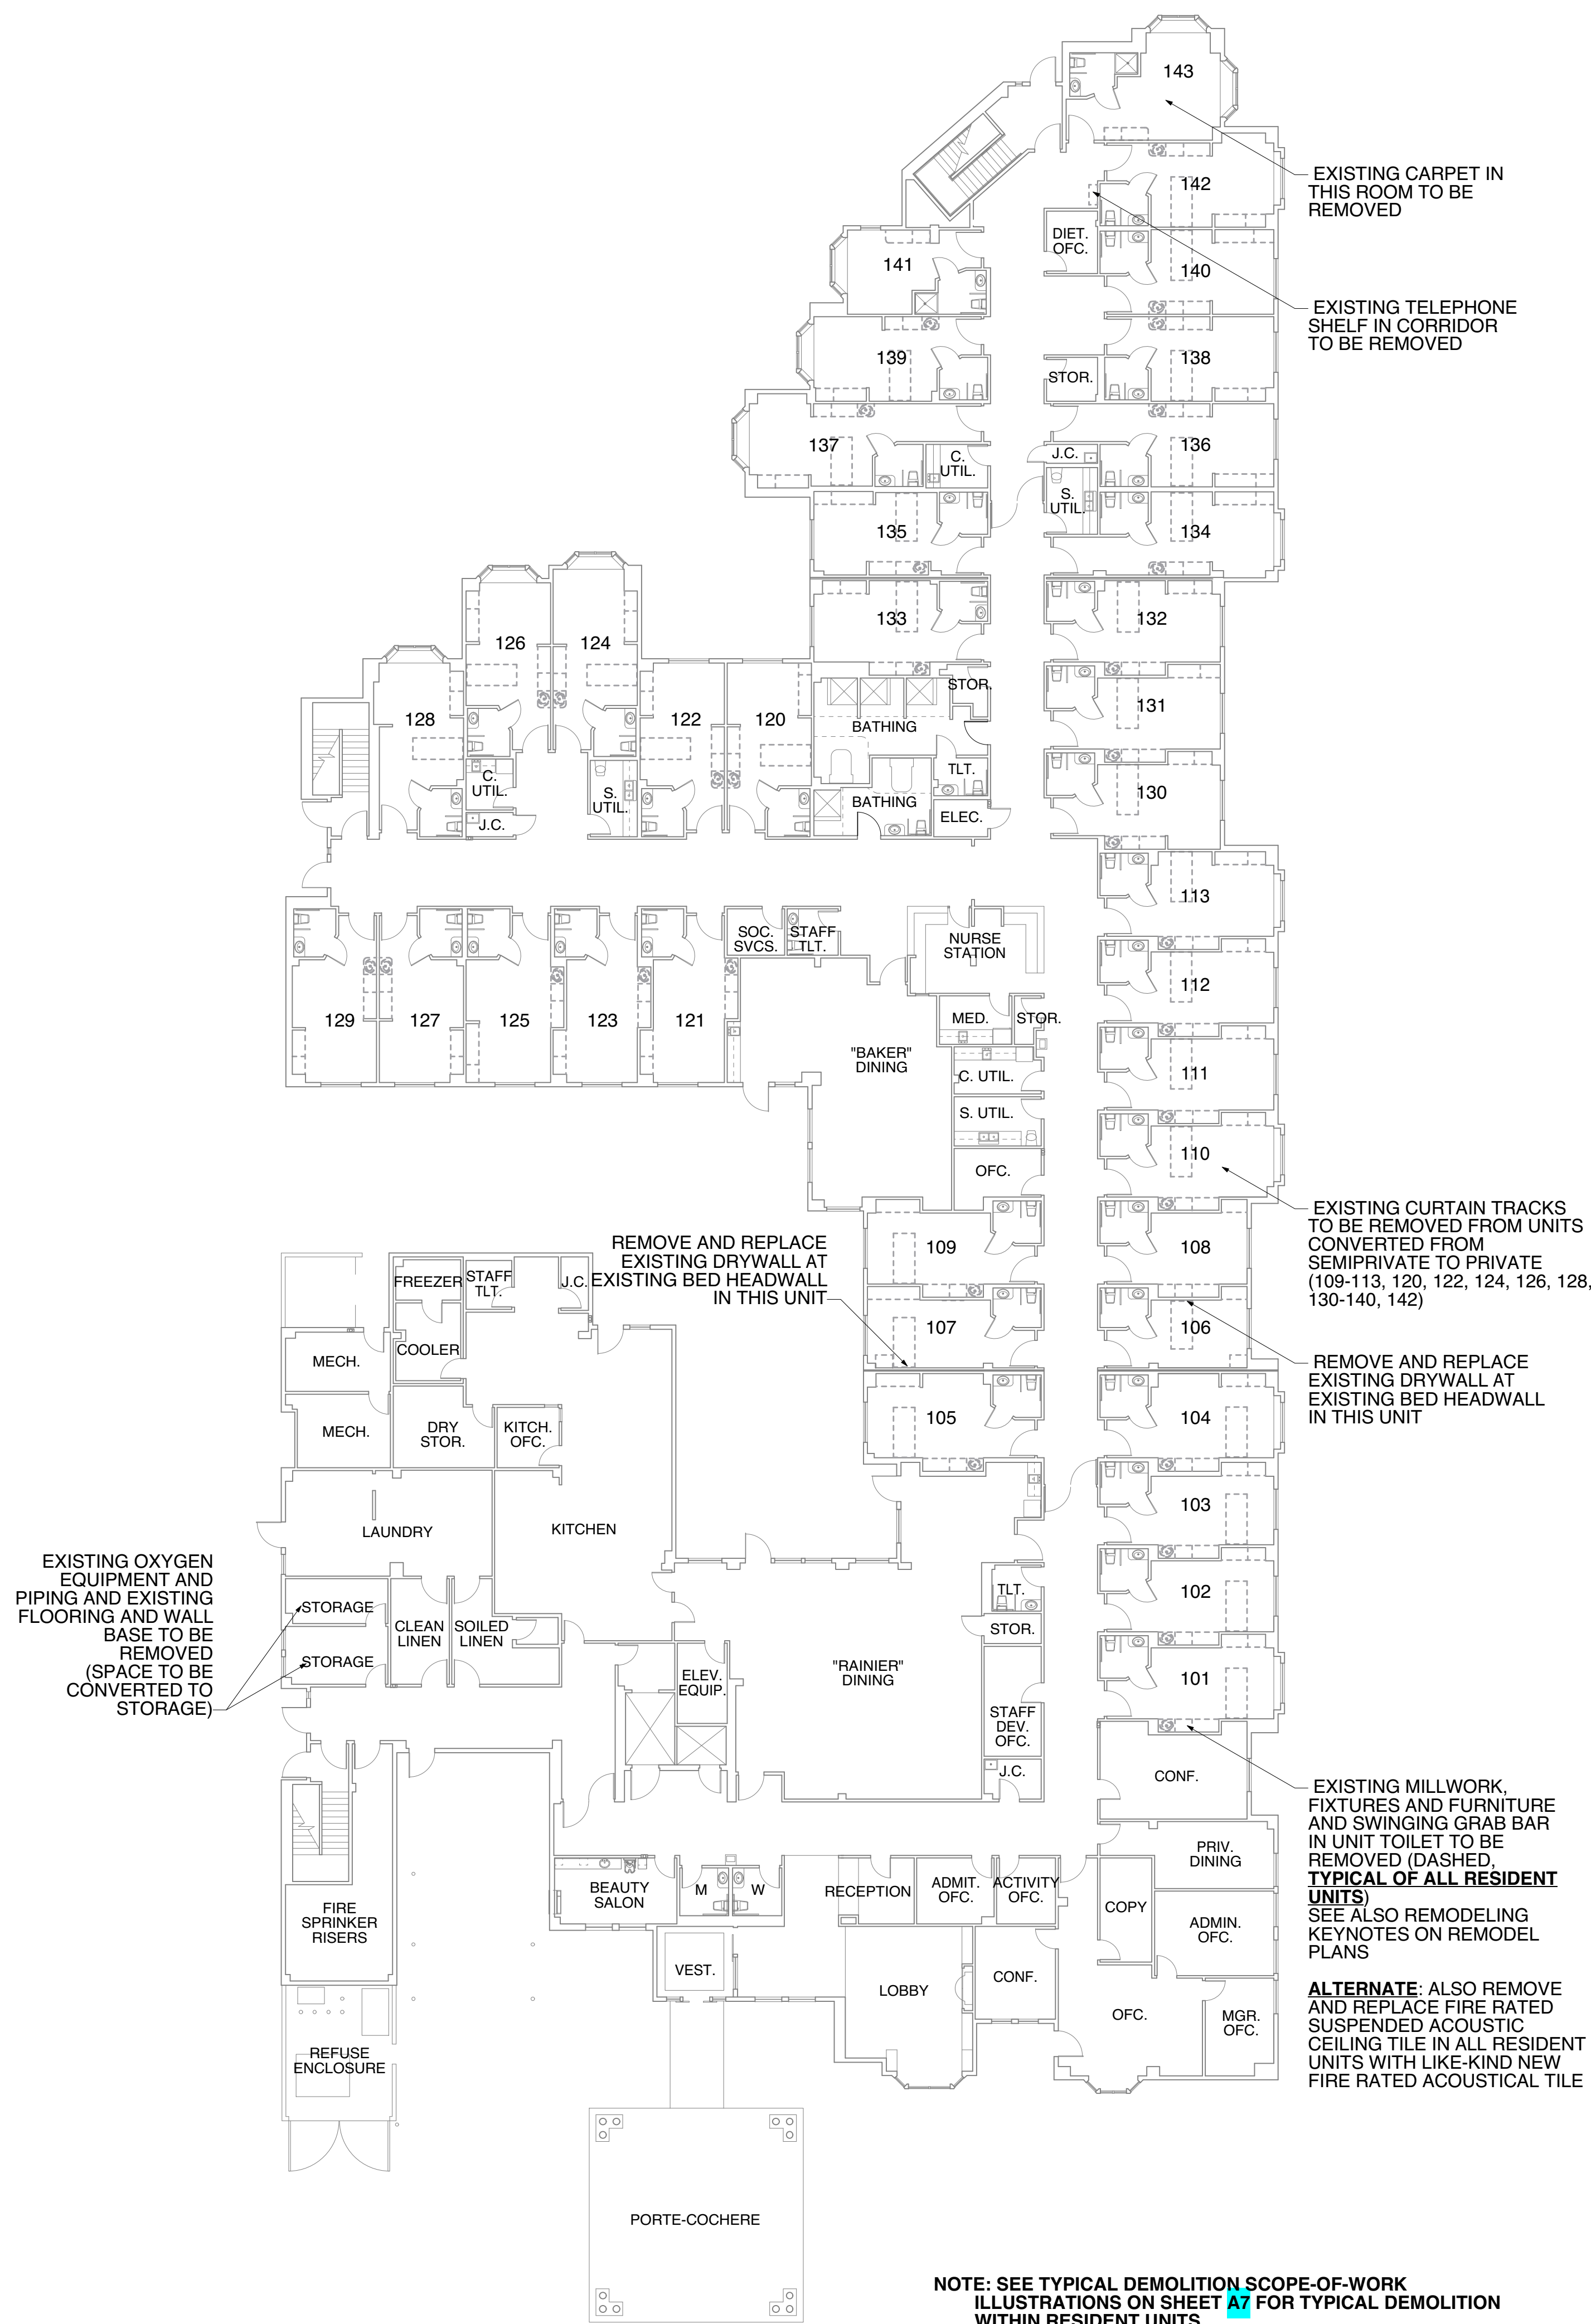 143
EXISTING CARPET IN
THIS ROOM TO BE
REMOVED
142
DIET.
OFC.
141
140
EXISTING TELEPHONE
SHELF IN CORRIDOR
TO BE REMOVED
139
138
STOR.
137
C.
UTIL.
J.C.
136
S.
UTIL.
135
134
133
132
126
124
STOR.
131
128
122
120
BATHING
C.
UTIL.
S.
UTIL.
TLT.
BATHING
130
J.C.
ELEC.
113
SOC.
SVCS.
STAFF
TLT.
NURSE
STATION
112
129
127
125
123
121
MED.
STOR.
"BAKER"
DINING
C. UTIL.
111
S. UTIL.
110
OFC.
EXISTING CURTAIN TRACKS
TO BE REMOVED FROM UNITS
CONVERTED FROM
SEMIPRIVATE TO PRIVATE
(109-113, 120, 122, 124, 126, 128,
130-140, 142)
REMOVE AND REPLACE
EXISTING DRYWALL AT
EXISTING BED HEADWALL
IN THIS UNIT
109
108
FREEZER
STAFF
TLT.
J.C.
107
106
COOLER
MECH.
REMOVE AND REPLACE
EXISTING DRYWALL AT
EXISTING BED HEADWALL
IN THIS UNIT
MECH.
DRY
STOR.
KITCH.
OFC.
105
104
103
LAUNDRY
KITCHEN
EXISTING OXYGEN
EQUIPMENT AND
PIPING AND EXISTING
FLOORING AND WALL
BASE TO BE
REMOVED
(SPACE TO BE
CONVERTED TO
STORAGE)
STORAGE
STORAGE
CLEAN
LINEN
SOILED
LINEN
TLT.
STOR.
102
ELEV.
EQUIP.
"RAINIER"
DINING
101
STAFF
DEV.
OFC.
J.C.
CONF.
EXISTING MILLWORK,
FIXTURES AND FURNITURE
AND SWINGING GRAB BAR
IN UNIT TOILET TO BE
REMOVED (DASHED,
TYPICAL OF ALL RESIDENT
UNITS)
SEE ALSO REMODELING
KEYNOTES ON REMODEL
PLANS
PRIV.
DINING
BEAUTY
SALON
M
W
RECEPTION
ADMIT.
OFC.
ACTIVITY
OFC.
COPY
ADMIN.
OFC.
FIRE
SPRINKER
RISERS
VEST.
LOBBY
CONF.
OFC.
MGR.
OFC.
ALTERNATE: ALSO REMOVE
AND REPLACE FIRE RATED
SUSPENDED ACOUSTIC
CEILING TILE IN ALL RESIDENT
UNITS WITH LIKE-KIND NEW
FIRE RATED ACOUSTICAL TILE
REFUSE
ENCLOSURE
PORTE-COCHERE
NOTE: SEE TYPICAL DEMOLITION SCOPE-OF-WORK
ILLUSTRATIONS ON SHEET A7 FOR TYPICAL DEMOLITION
WITHIN RESIDENT UNITS